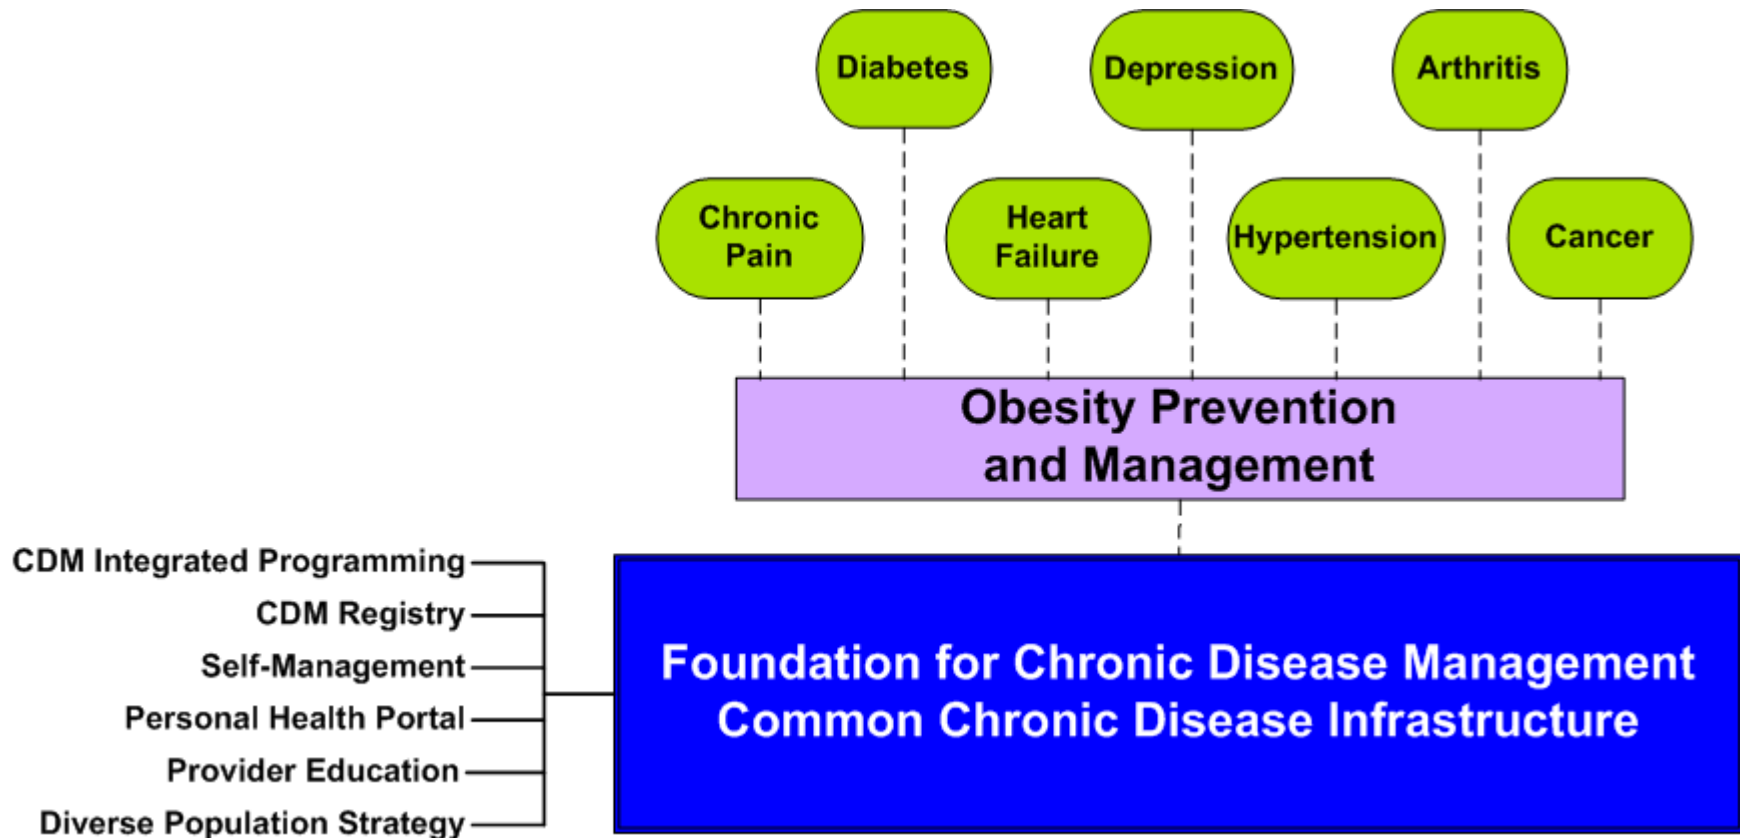 Diabetes
Depression
Arthritis
Chronic
Pain
Heart
Failure
Hypertension
Cancer
Obesity Prevention
and Management
CDM Integrated Programming
CDM Registry
Self-Management
Personal Health Portal
Provider Education
Diverse Population Strategy
Foundation for Chronic Disease Management
Common Chronic Disease Infrastructure